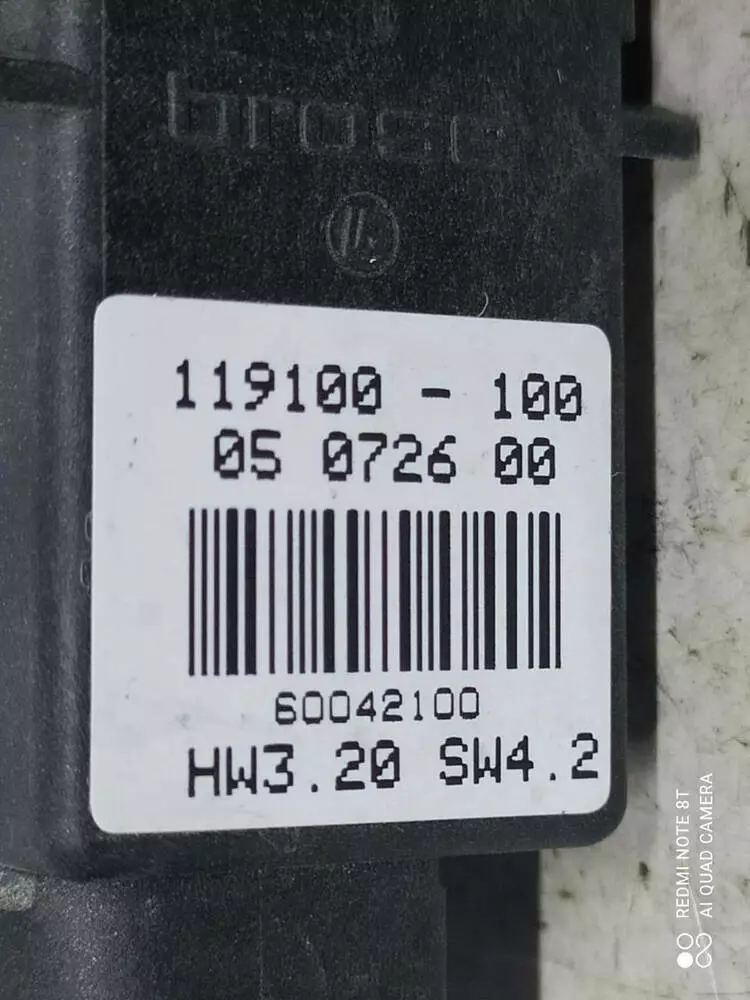 brose
119100 - 100
05 0726 00
60042100
HW3.20 SW4.2
REDMI NOTE 8T
AI QUAD CAMERA